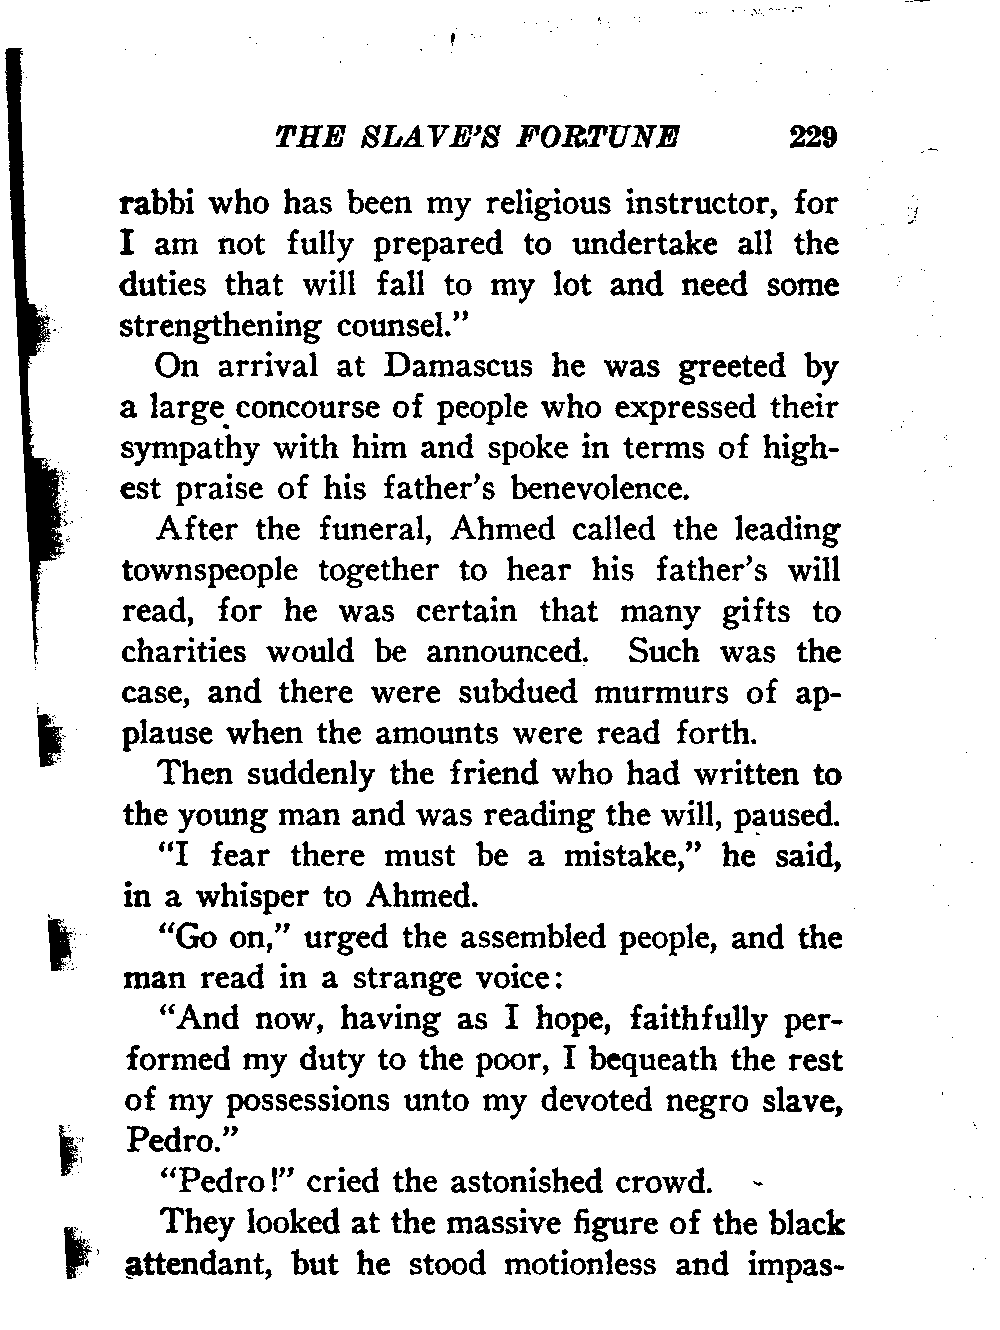 THE SLAVE'S FORTUNE 229
rabbi who has been my religious instructor, for
I am not fully prepared to undertake all the
duties that will fall to my lot and need some
strengthening counsel."
On arrival at Damascus he was greeted by
a large concourse of people who expressed their
sympathy with him and spoke in terms of high-
est praise of his father's benevolence.
After the funeral, Ahmed called the leading
townspeople together to hear his father's will
read, for he was certain that many gifts to
charities would be announced. Such was the
case, and there were subdued murmurs of ap-
plause when the amounts were read forth.
Then suddenly the friend who had written to
the young man and was reading the will, paused.
"I fear there must be a mistake," he said,
in a whisper to Ahmed.
"Go on," urged the assembled people, and the
man read in a strange voice:
"And now, having as I hope, faithfully per-
formed my duty to the poor, I bequeath the rest
of my possessions unto my devoted negro slave,
Pedro."
"Pedro!" cried the astonished crowd.
They looked at the massive figure of the black
attendant, but he stood motionless and impas-